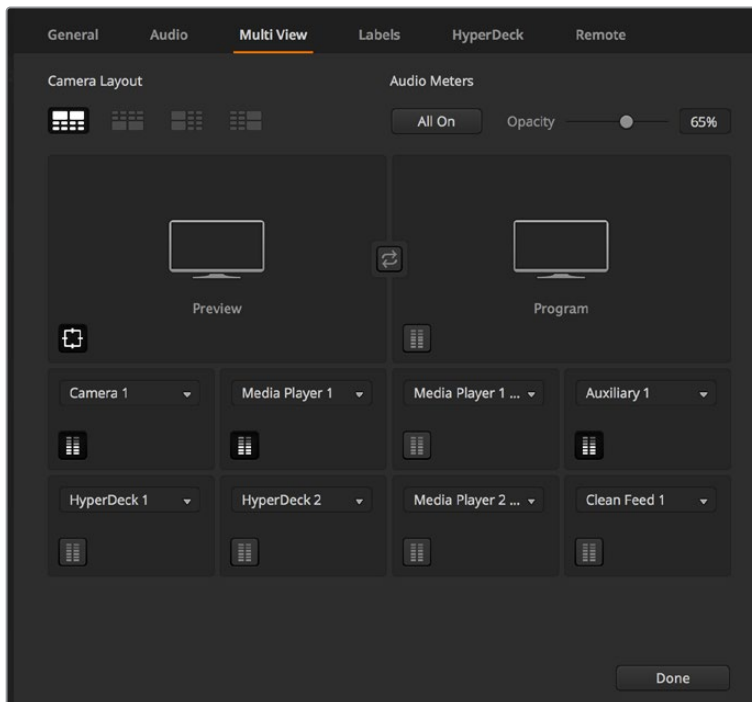 General Audio Multi View Labels HyperDeck Remote
Camera Layout Audio Meters
All On Opacity 65%
Preview Program
Camera 1 Media Player 1 Media Player 1 ... Auxiliary 1
HyperDeck 1 HyperDeck 2 Media Player 2 ... Clean Feed 1
Done